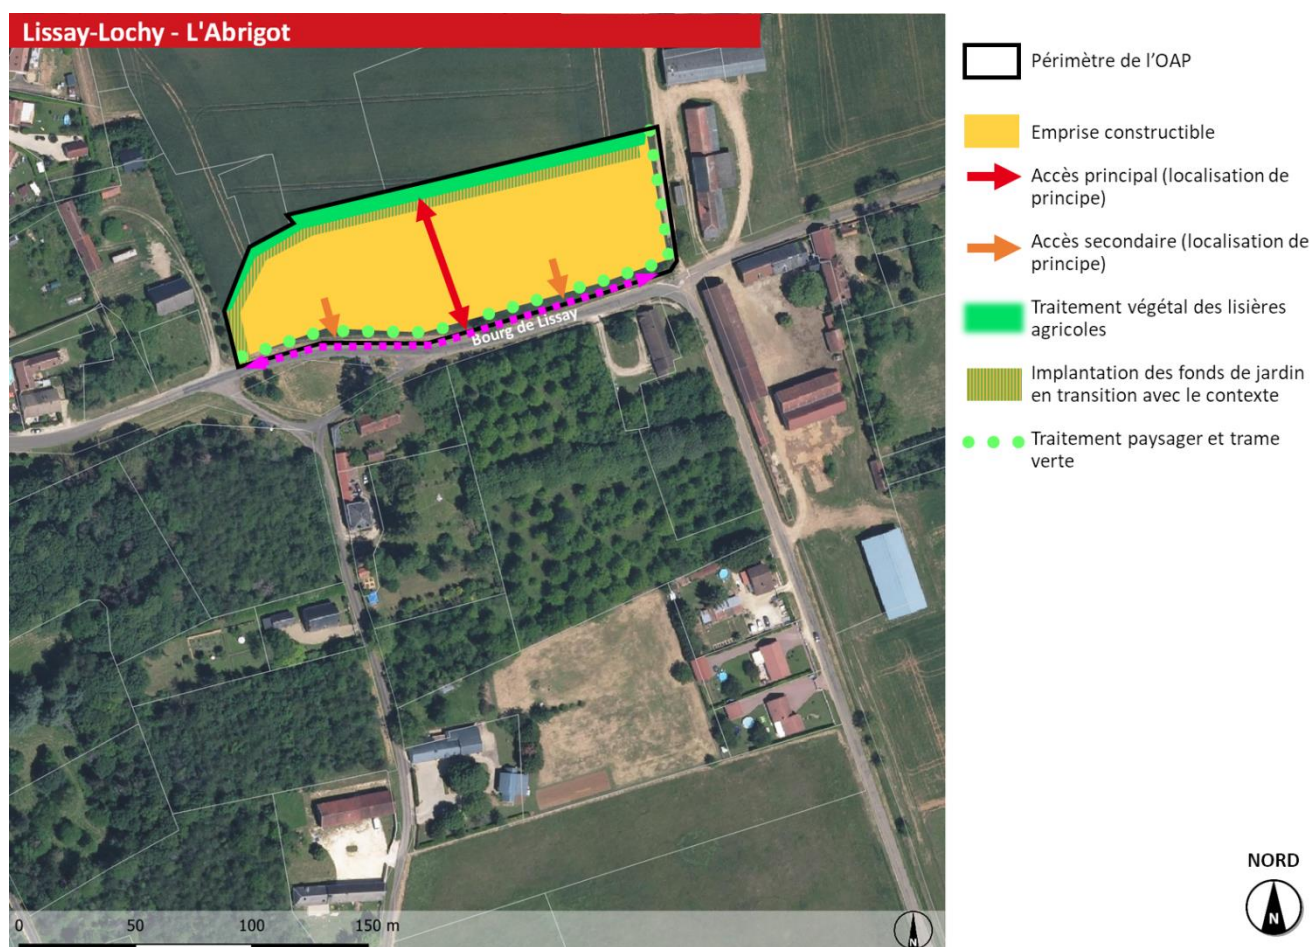 Lissay-Lochy - L'Abrigot
Périmètre de l’OAP
Emprise constructible
Accès principal (localisation de
principe)
Accès secondaire (localisation de
principe)
Traitement végétal des lisières
agricoles
Implantation des fonds de jardin
en transition avec le contexte
Traitement paysager et trame
verte
Bourg de Lissay
NORD
N
0 50 100 150 m
N